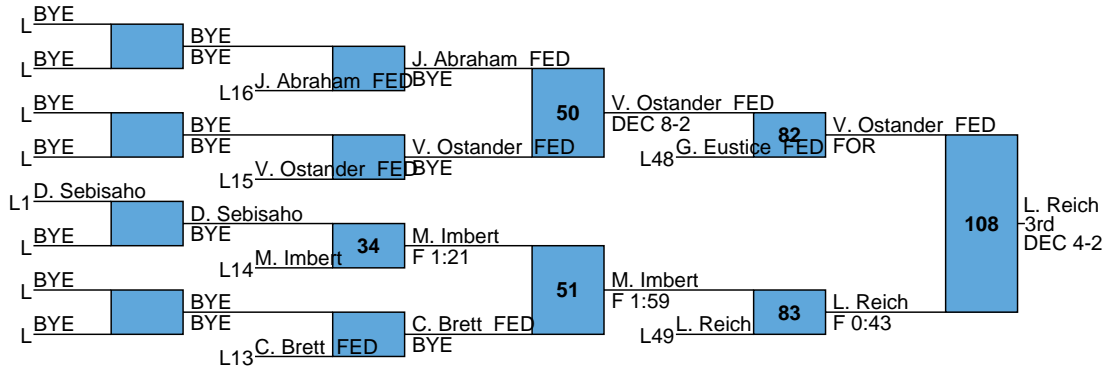 L BYE
BYE
BYE
L BYE
J. Abraham FED
BYE
L16 J. Abraham FED
L BYE
50
V. Ostander FED
DEC 8-2
BYE
BYE
82
V. Ostander FED
FOR
L BYE
V. Ostander FED
BYE
L48 G. Eustice FED
L15 V. Ostander FED
L1 D. Sebisaho
L. Reich
3rd
DEC 4-2
D. Sebisaho
BYE
108
L BYE
34
M. Imbert
F 1:21
L14 M. Imbert
L BYE
51
M. Imbert
F 1:59
BYE
BYE
83
L. Reich
F 0:43
L BYE
C. Brett FED
BYE
L49 L. Reich
L13 C. Brett FED